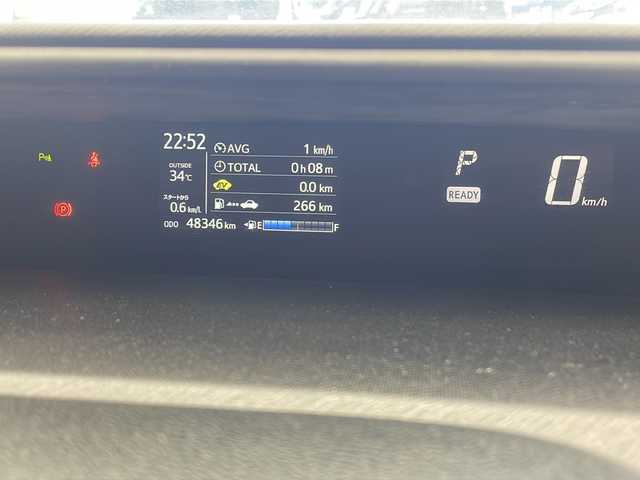 22:52
OUTSIDE
34℃
スタートから
0.6 km/L
ODO 48346 km
AVG 1 km/h
TOTAL 0 h 08 m
EV 0.0 km
266 km
E F
P
READY
0 km/h
P
(P)